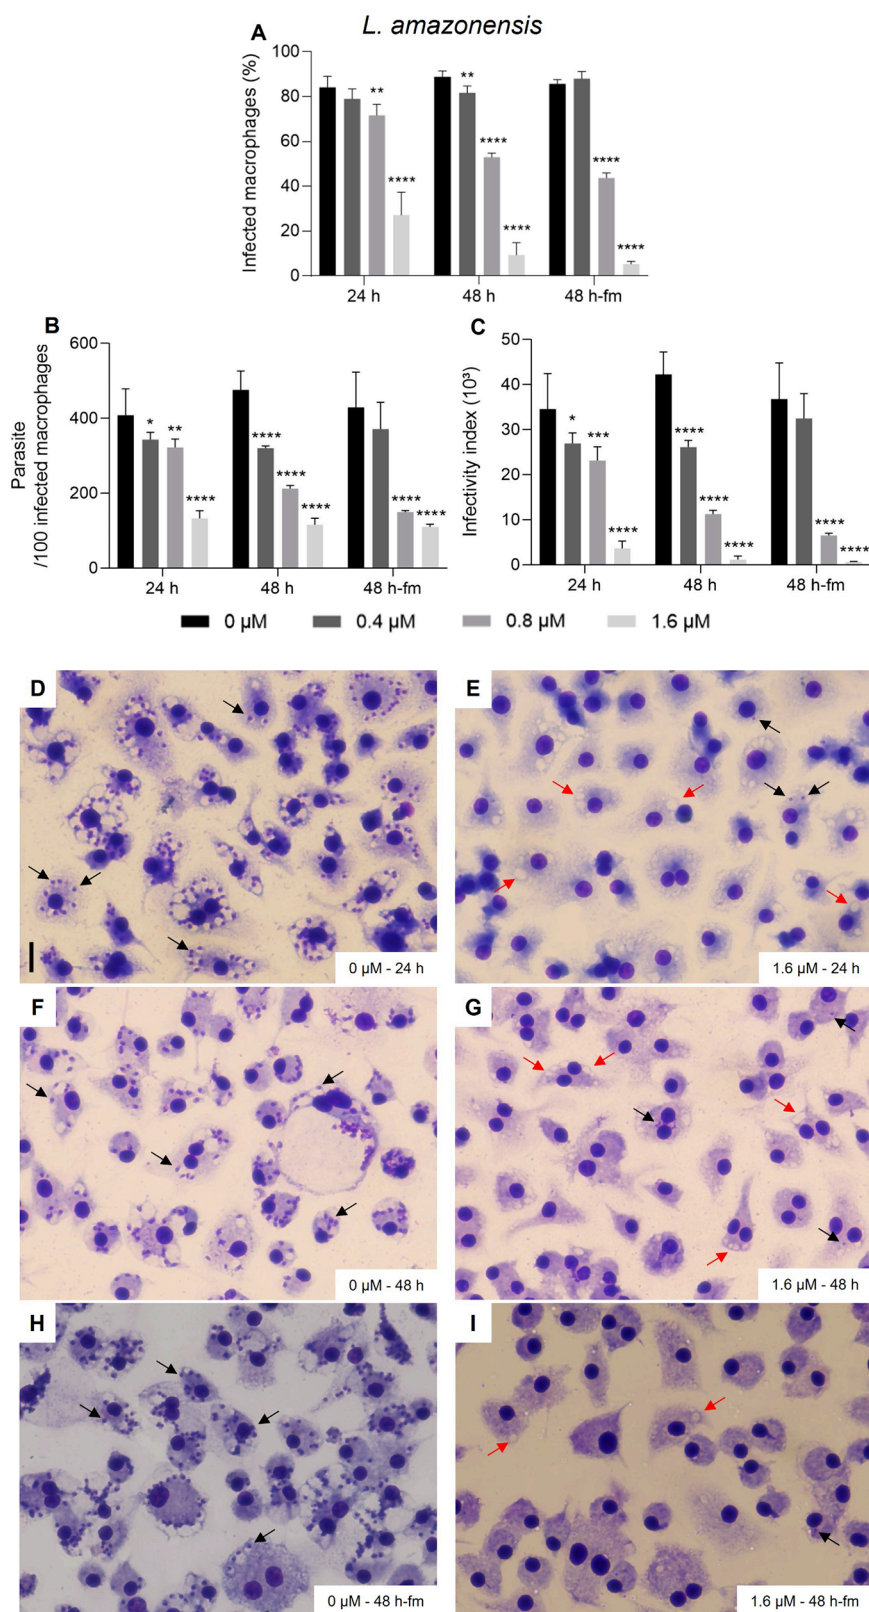 L. amazonensis
A
Infected macrophages (%)
100
80
60
40
20
0
** **** ** **** **** **** ****
24 h 48 h 48 h-fm
B
Parasite
/100 infected macrophages
600
400
200
0
* ** **** **** **** **** **** ****
24 h 48 h 48 h-fm
C
Infectivity index (10³)
50
40
30
20
10
0
* *** **** **** **** **** **** ****
24 h 48 h 48 h-fm
0 µM 0.4 µM 0.8 µM 1.6 µM
D
0 µM - 24 h
E
1.6 µM - 24 h
F
0 µM - 48 h
G
1.6 µM - 48 h
H
0 µM - 48 h-fm
I
1.6 µM - 48 h-fm